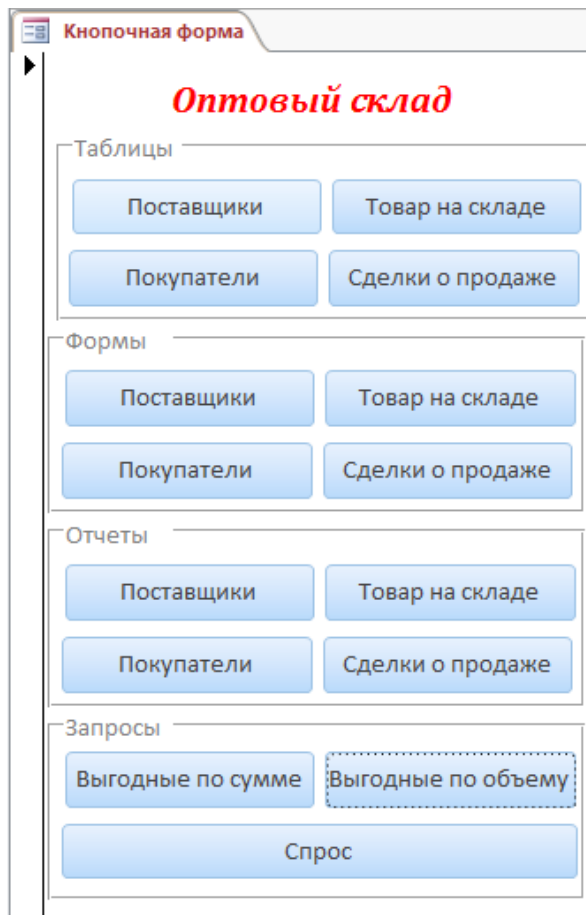 Кнопочная форма
Оптовый склад
Таблицы
Поставщики Товар на складе
Покупатели Сделки о продаже
Формы
Поставщики Товар на складе
Покупатели Сделки о продаже
Отчеты
Поставщики Товар на складе
Покупатели Сделки о продаже
Запросы
Выгодные по сумме Выгодные по объему
Спрос